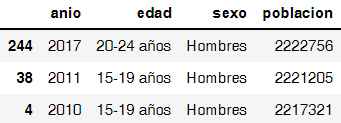 anio edad sexo poblacion
244 2017 20-24 años Hombres 2222756
38 2011 15-19 años Hombres 2221205
4 2010 15-19 años Hombres 2217321